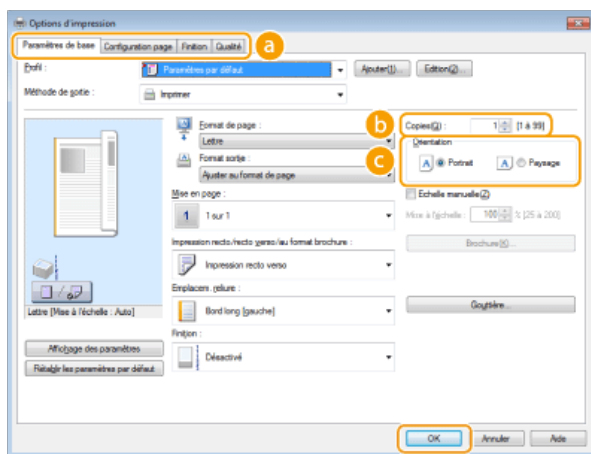 Options d'impression
Paramètres de base Configuration page Finition Qualité a
Profil : Paramètres par défaut Ajouter(1)... Edition(2)...
Méthode de sortie : Imprimer
Format de page : b Copies(Q) : 1 [1 à 99]
Lettre c Orientation
Format sortie : A Portrait A Paysage
Ajuster au format de page
Mise en page : Echelle manuelle(Z)
1 1 sur 1 Mise à l'échelle : 100 % [25 à 200]
Impression recto/recto verso/au format brochure : Brochure(K)...
Impression recto verso
Emplacem. reliure :
Lettre [Mise à l'échelle : Auto] Bord long [gauche] Gouttière...
Finition :
Affichage des paramètres Désactivé
Rétablir les paramètres par défaut
OK Annuler Aide